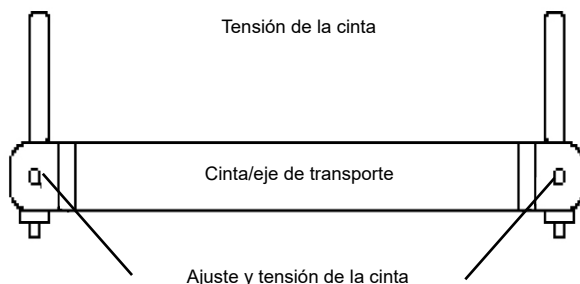 Tensión de la cinta
Cinta/eje de transporte
Ajuste y tensión de la cinta